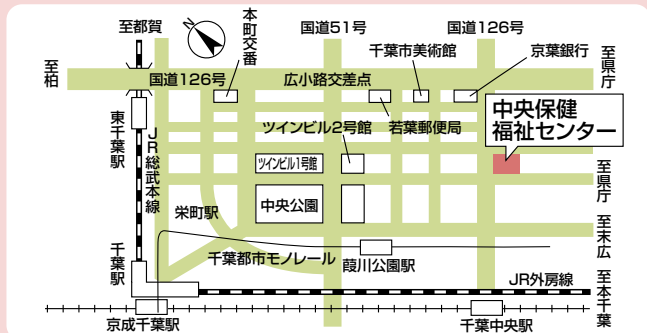 至都賀
N
本町交番
国道51号
国道126号
千葉市美術館
京葉銀行
至柏
国道126号
広小路交差点
至県庁
東千葉駅
JR総武本線
ツインビル2号館
若葉郵便局
中央保健
福祉センター
ツインビル1号館
至県庁
中央公園
栄町駅
至末広
千葉駅
千葉都市モノレール
葭川公園駅
JR外房線
至本千葉
京成千葉駅
千葉中央駅